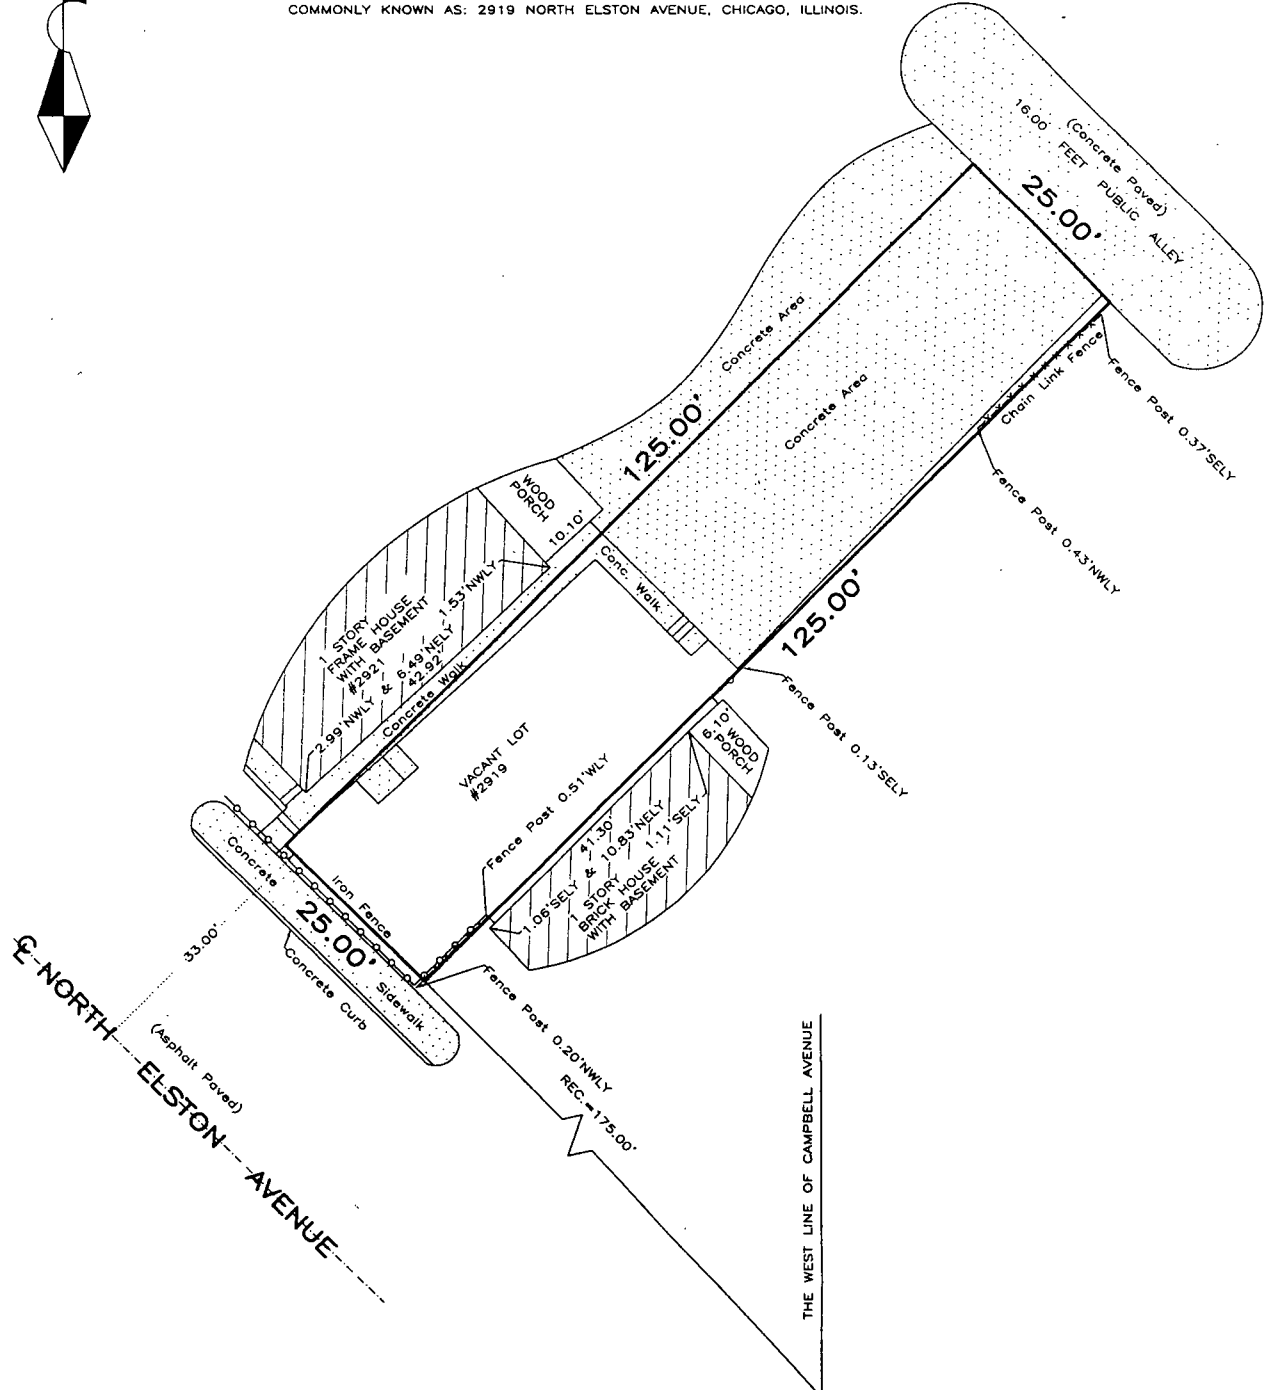 COMMONLY KNOWN AS: 2919 NORTH ELSTON AVENUE, CHICAGO, ILLINOIS.
(Concrete Paved)
16.00 FEET PUBLIC ALLEY
25.00'
Concrete Area
Concrete Area
Chain Link Fence
Fence Post 0.37'SELY
Fence Post 0.43'NWLY
125.00'
WOOD
PORCH
10.10'
Conc. Walk
125.00'
1.53'NWLY
1 STORY
FRAME HOUSE
WITH BASEMENT
#2921
2.99'NWLY & 6.49'NELY
42.92'
Concrete Walk
Fence Post 0.13'SELY
VACANT LOT
#2919
6.10'
WOOD
PORCH
Fence Post 0.51'WLY
41.30'
1.06'SELY & 10.83'NELY
1.11'SELY
1 STORY
BRICK HOUSE
WITH BASEMENT
Concrete
Sidewalk
Iron Fence
25.00'
33.00'
Concrete Curb
Fence Post 0.20'NWLY
REC.=175.00'
℄ NORTH ELSTON AVENUE
(Asphalt Paved)
THE WEST LINE OF CAMPBELL AVENUE